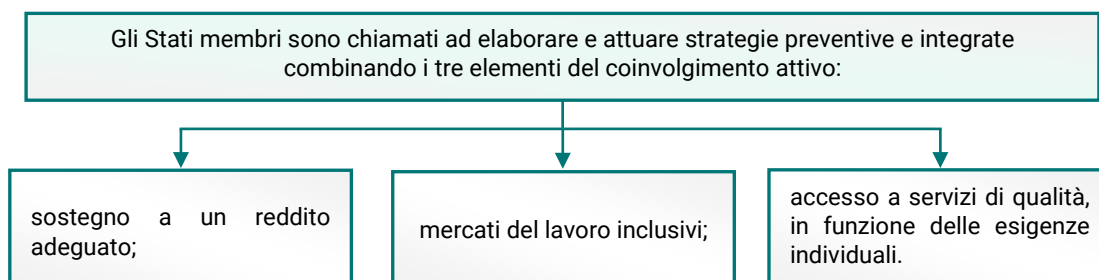 Gli Stati membri sono chiamati ad elaborare e attuare strategie preventive e integrate
combinando i tre elementi del coinvolgimento attivo:
sostegno a un reddito
adeguato;
mercati del lavoro inclusivi;
accesso a servizi di qualità,
in funzione delle esigenze
individuali.